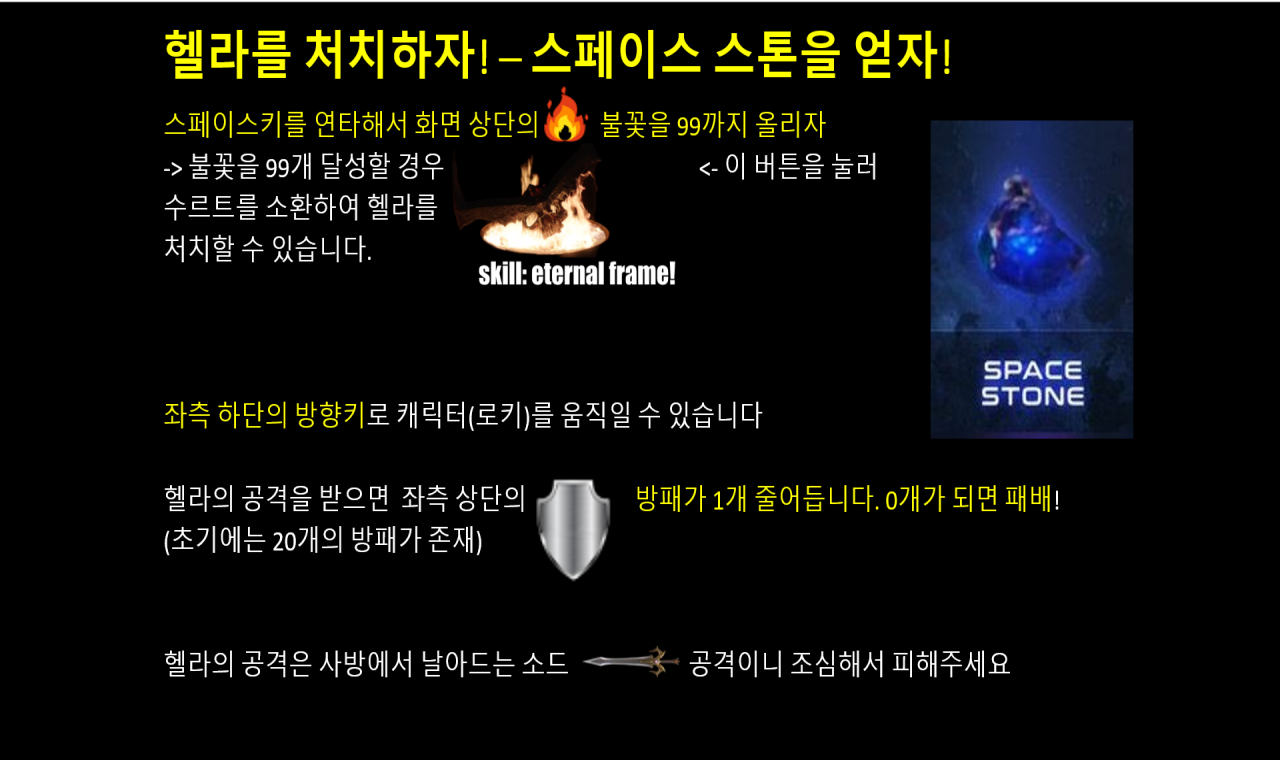 헬라를 처치하자! – 스페이스 스톤을 얻자!
스페이스키를 연타해서 화면 상단의 불꽃을 99까지 올리자
-> 불꽃을 99개 달성할 경우 <- 이 버튼을 눌러
수르트를 소환하여 헬라를
처치할 수 있습니다.
skill: eternal frame!
SPACE
STONE
좌측 하단의 방향키로 캐릭터(로키)를 움직일 수 있습니다
헬라의 공격을 받으면 좌측 상단의 방패가 1개 줄어듭니다. 0개가 되면 패배!
(초기에는 20개의 방패가 존재)
헬라의 공격은 사방에서 날아드는 소드 공격이니 조심해서 피해주세요